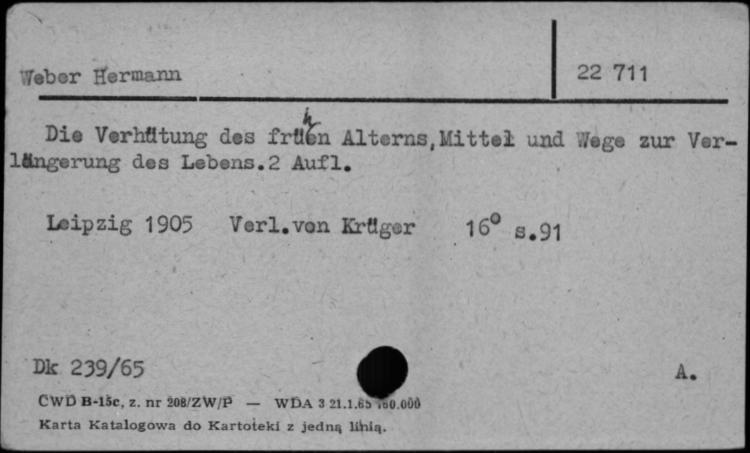 Weber Hermann
22 711
Die Verhütung des frühen Alterns, Mittel und Wege zur Ver-
längerung des Lebens. 2 Aufl.
Leipzig 1905 Verl. von Krüger 16° s. 91
Dk 239/65
A.
CWD B-15c, z. nr 208/ZW/P — WDA 3 21.1.65 160.000
Karta Katalogowa do Kartoteki z jedną linią.